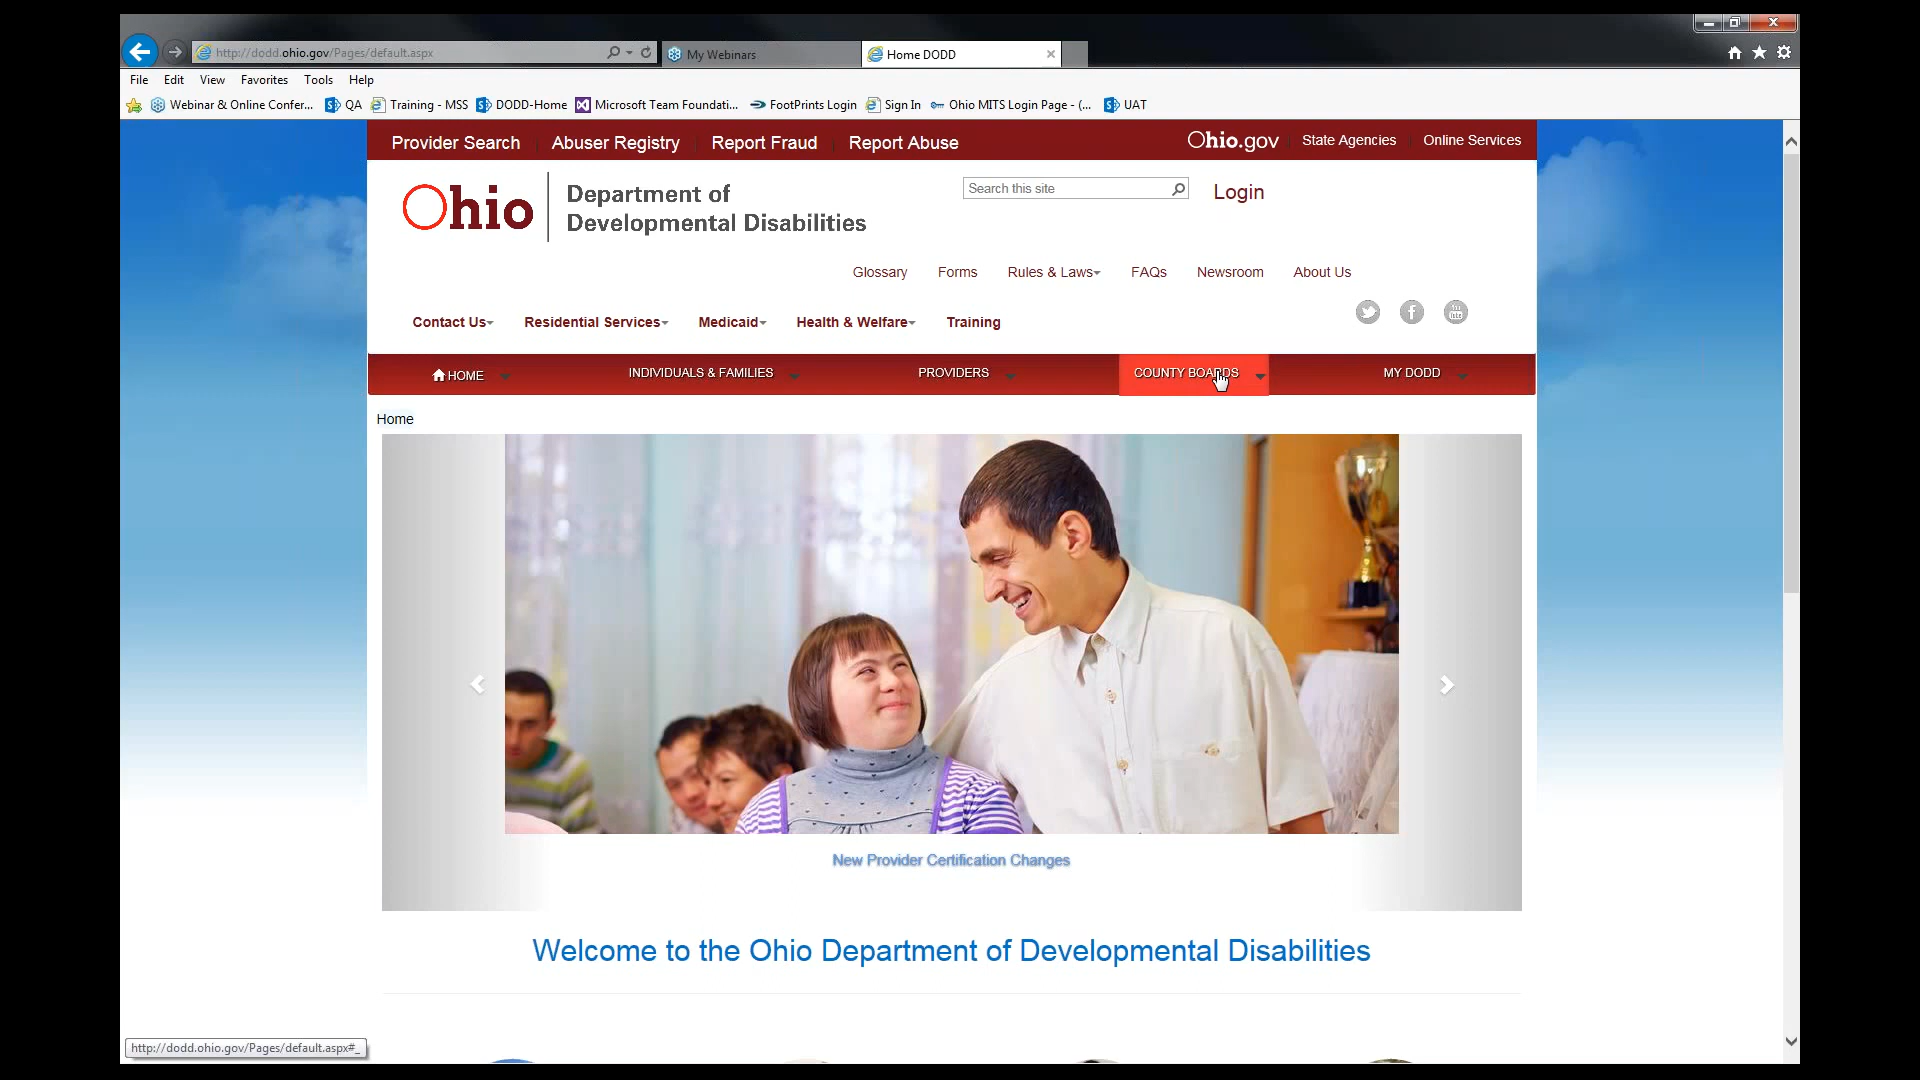 http://dodd.ohio.gov/Pages/default.aspx
My Webinars
Home DODD
File Edit View Favorites Tools Help
Webinar & Online Confer... QA Training - MSS DODD-Home Microsoft Team Foundati... FootPrints Login Sign In Ohio MITS Login Page - (... UAT
Provider Search Abuser Registry Report Fraud Report Abuse Ohio.gov State Agencies Online Services
Ohio Department of
Developmental Disabilities
Search this site Login
Glossary Forms Rules & Laws FAQs Newsroom About Us
Contact Us Residential Services Medicaid Health & Welfare Training
HOME INDIVIDUALS & FAMILIES PROVIDERS COUNTY BOARDS MY DODD
Home
New Provider Certification Changes
Welcome to the Ohio Department of Developmental Disabilities
http://dodd.ohio.gov/Pages/default.aspx#_